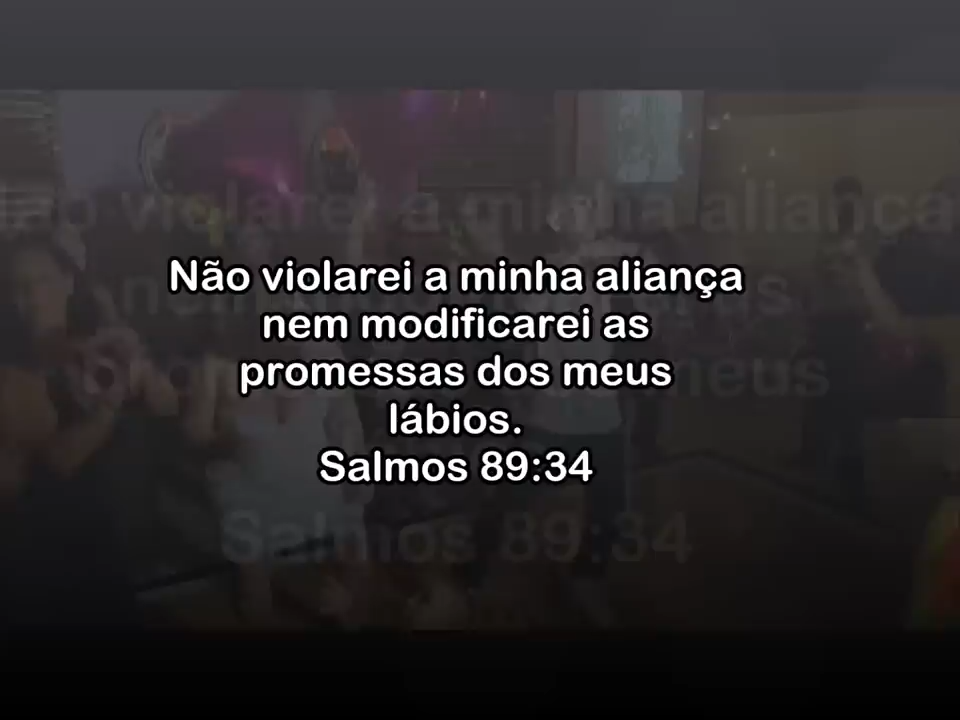 Não violarei a minha aliança
nem modificarei as
promessas dos meus
lábios.
Salmos 89:34